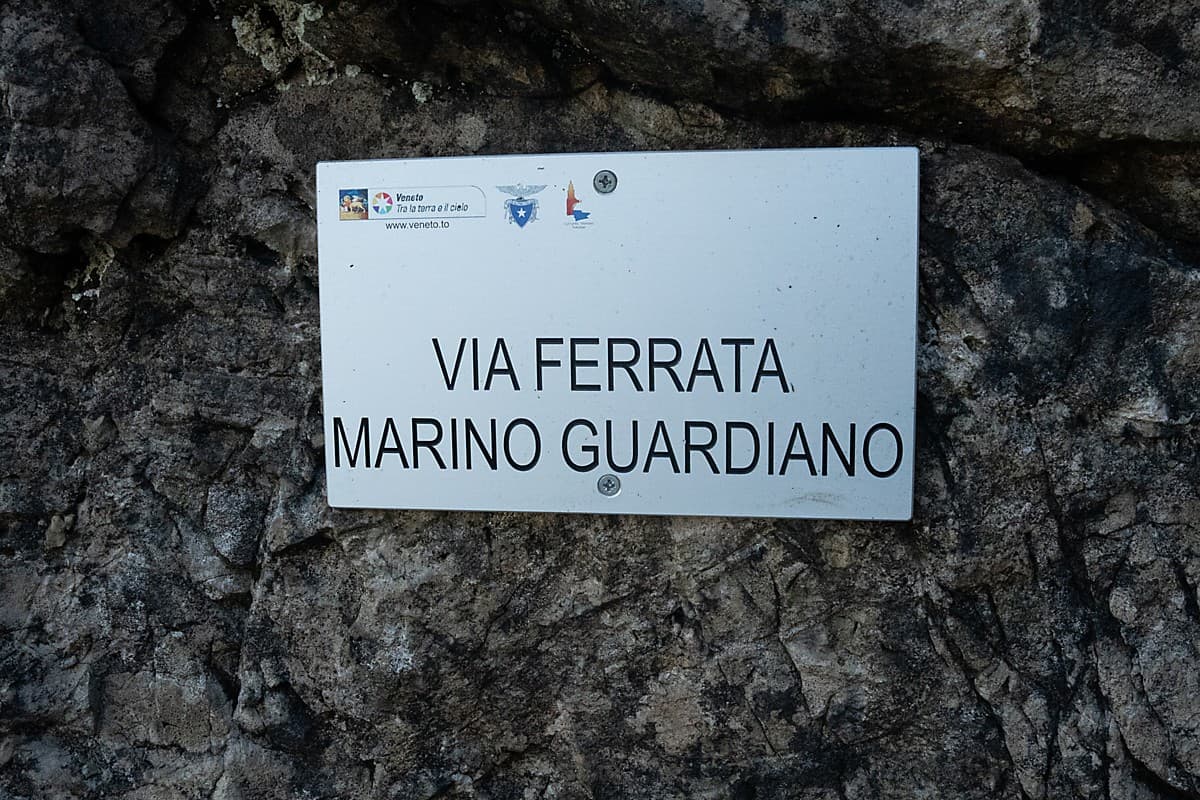 Veneto
Tra la terra e il cielo
www.veneto.to
VIA FERRATA
MARINO GUARDIANO